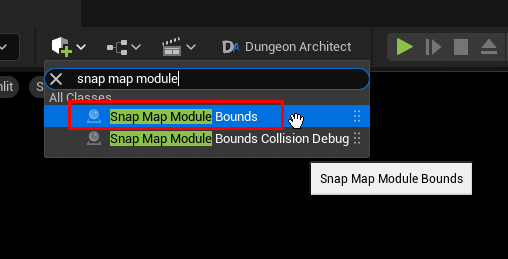 Dungeon Architect
snap map module
nlit
All Classes
Snap Map Module Bounds
Snap Map Module Bounds Collision Debug
Snap Map Module Bounds